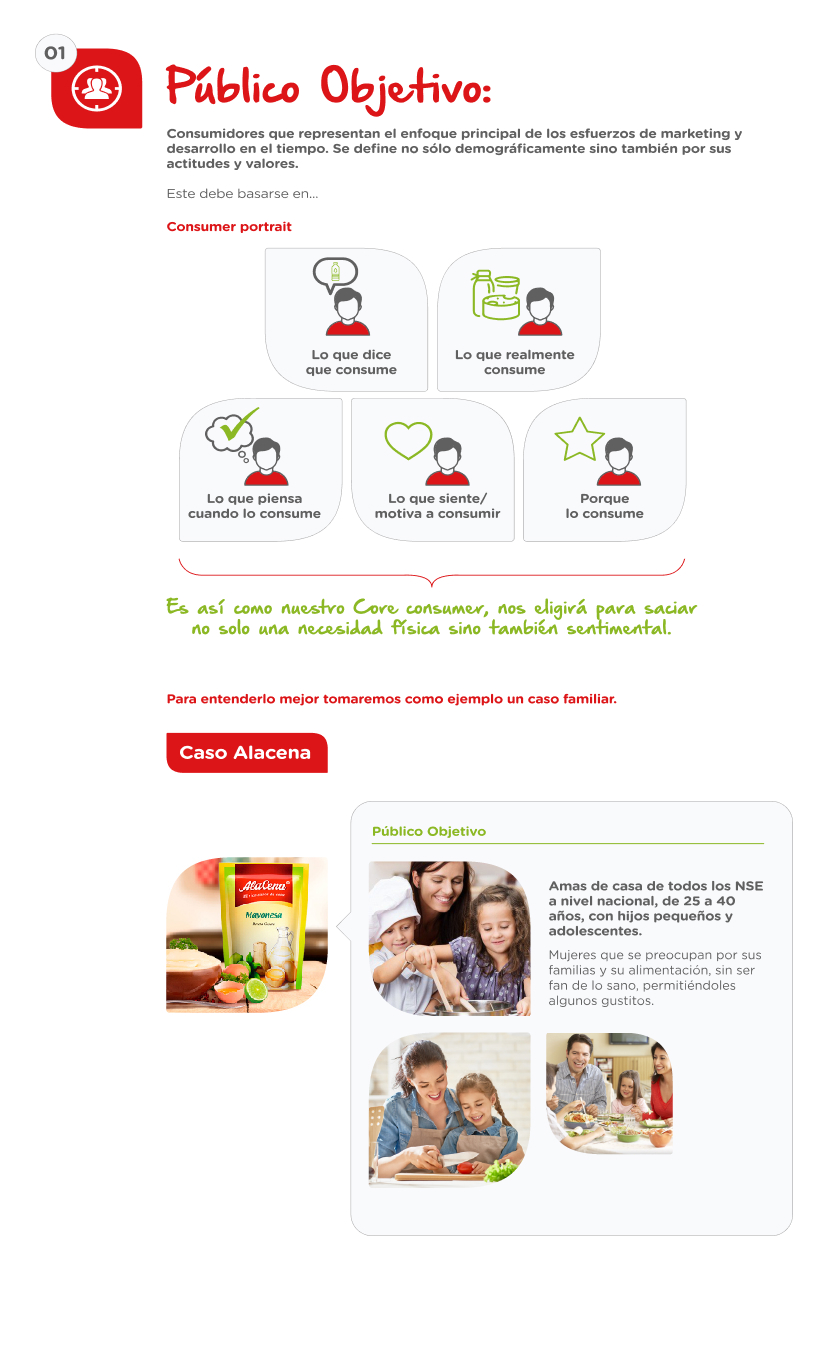 01
Público Objetivo:
Consumidores que representan el enfoque principal de los esfuerzos de marketing y
desarrollo en el tiempo. Se define no sólo demográficamente sino también por sus
actitudes y valores.
Este debe basarse en...
Consumer portrait
Lo que dice
que consume
Lo que realmente
consume
Lo que piensa
cuando lo consume
Lo que siente/
motiva a consumir
Porque
lo consume
Es así como nuestro Core consumer, nos eligirá para saciar
no solo una necesidad física sino también sentimental.
Para entenderlo mejor tomaremos como ejemplo un caso familiar.
Caso Alacena
Público Objetivo
AlaCena
Mayonesa
Amas de casa de todos los NSE
a nivel nacional, de 25 a 40
años, con hijos pequeños y
adolescentes.
Mujeres que se preocupan por sus
familias y su alimentación, sin ser
fan de lo sano, permitiéndoles
algunos gustitos.